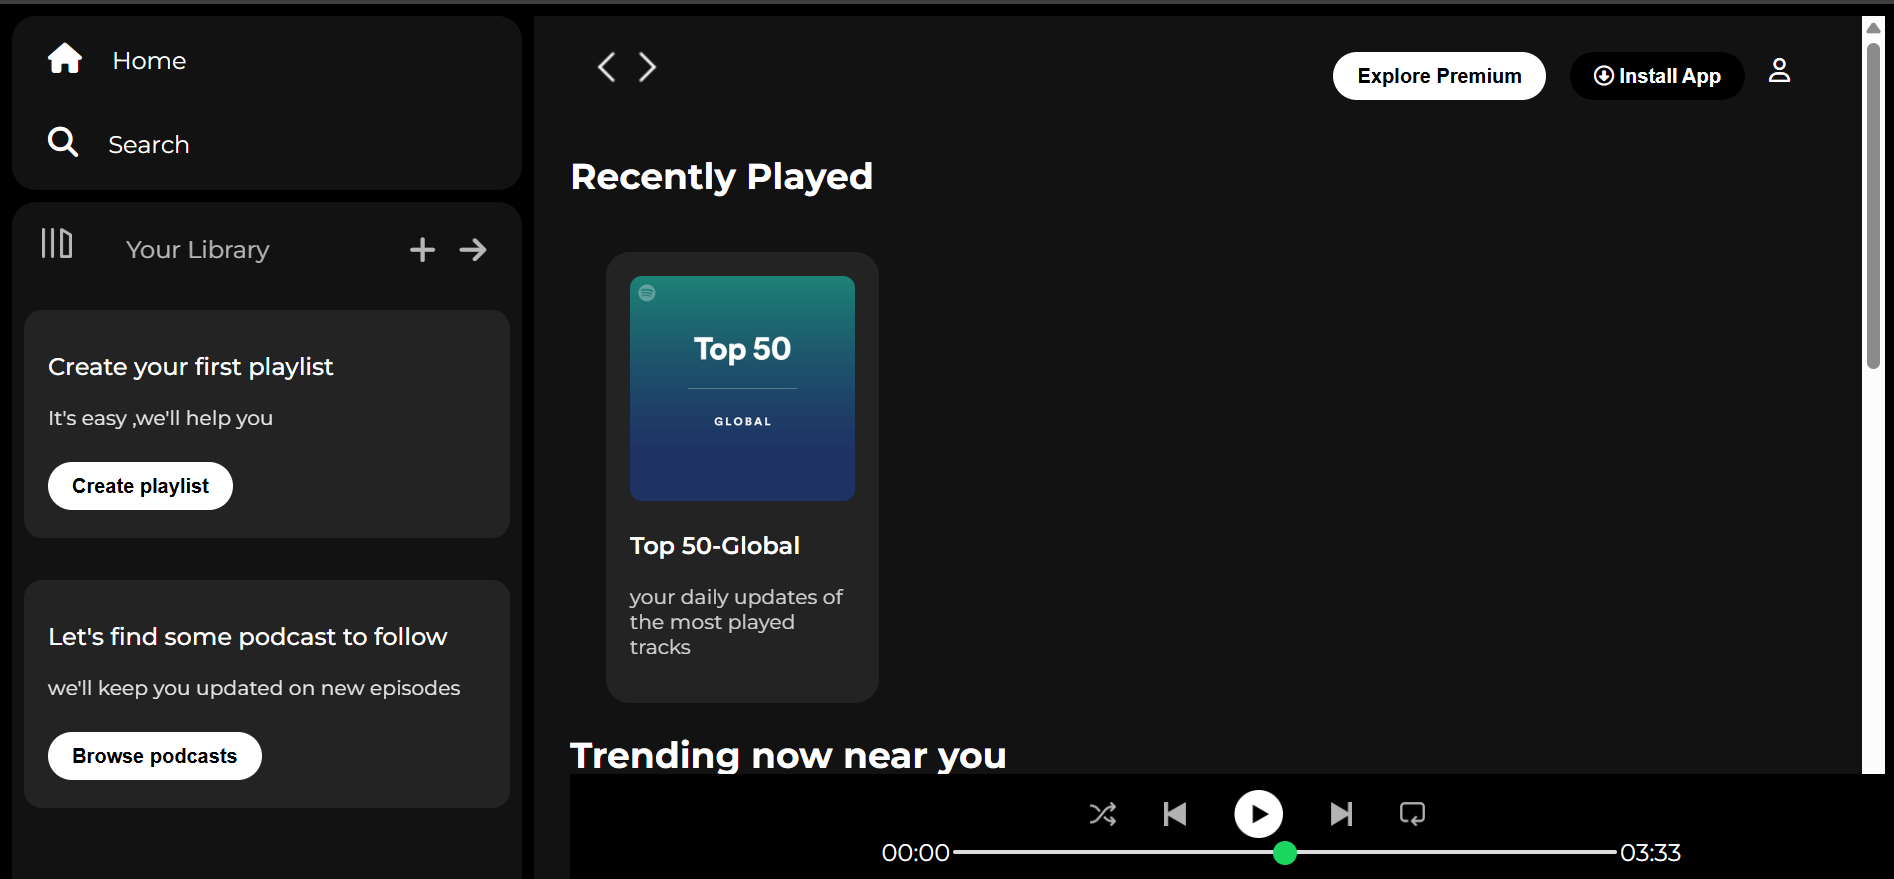 Home
Search
Your Library
Create your first playlist
It's easy ,we'll help you
Create playlist
Let's find some podcast to follow
we'll keep you updated on new episodes
Browse podcasts
Explore Premium
Install App
Recently Played
Top 50
GLOBAL
Top 50-Global
your daily updates of
the most played
tracks
Trending now near you
00:00
03:33